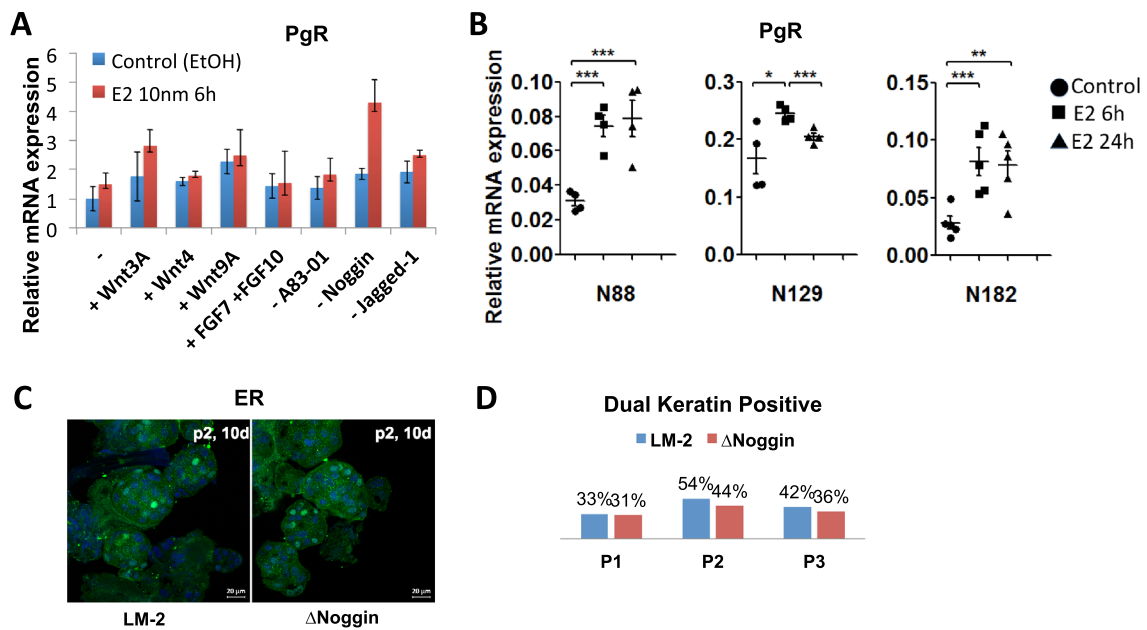 A
PgR
Relative mRNA expression
6
5
4
3
2
1
0
Control (EtOH)
E2 10nm 6h
-
+ Wnt3A
+ Wnt4
+ Wnt9A
+ FGF7 +FGF10
- A83-01
- Noggin
- Jagged-1
B
PgR
Relative mRNA expression
0.10
0.08
0.06
0.04
0.02
0.00
***
***
N88
0.3
0.2
0.1
0.0
*
***
N129
0.15
0.10
0.05
0.00
**
***
N182
Control
E2 6h
E2 24h
C
ER
p2, 10d
20 μm
LM-2
p2, 10d
20 μm
ΔNoggin
D
Dual Keratin Positive
LM-2
ΔNoggin
33%
31%
54%
44%
42%
36%
P1
P2
P3